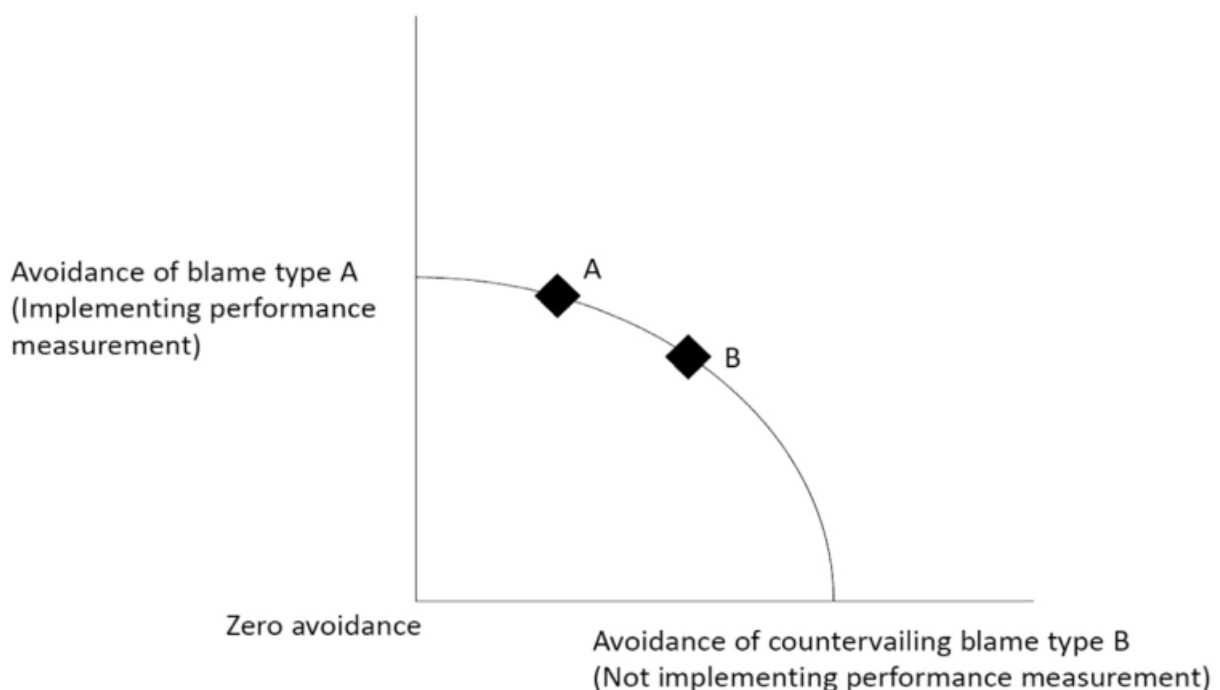 A
Avoidance of blame type A
(Implementing performance
measurement)
B
Zero avoidance
Avoidance of countervailing blame type B
(Not implementing performance measurement)